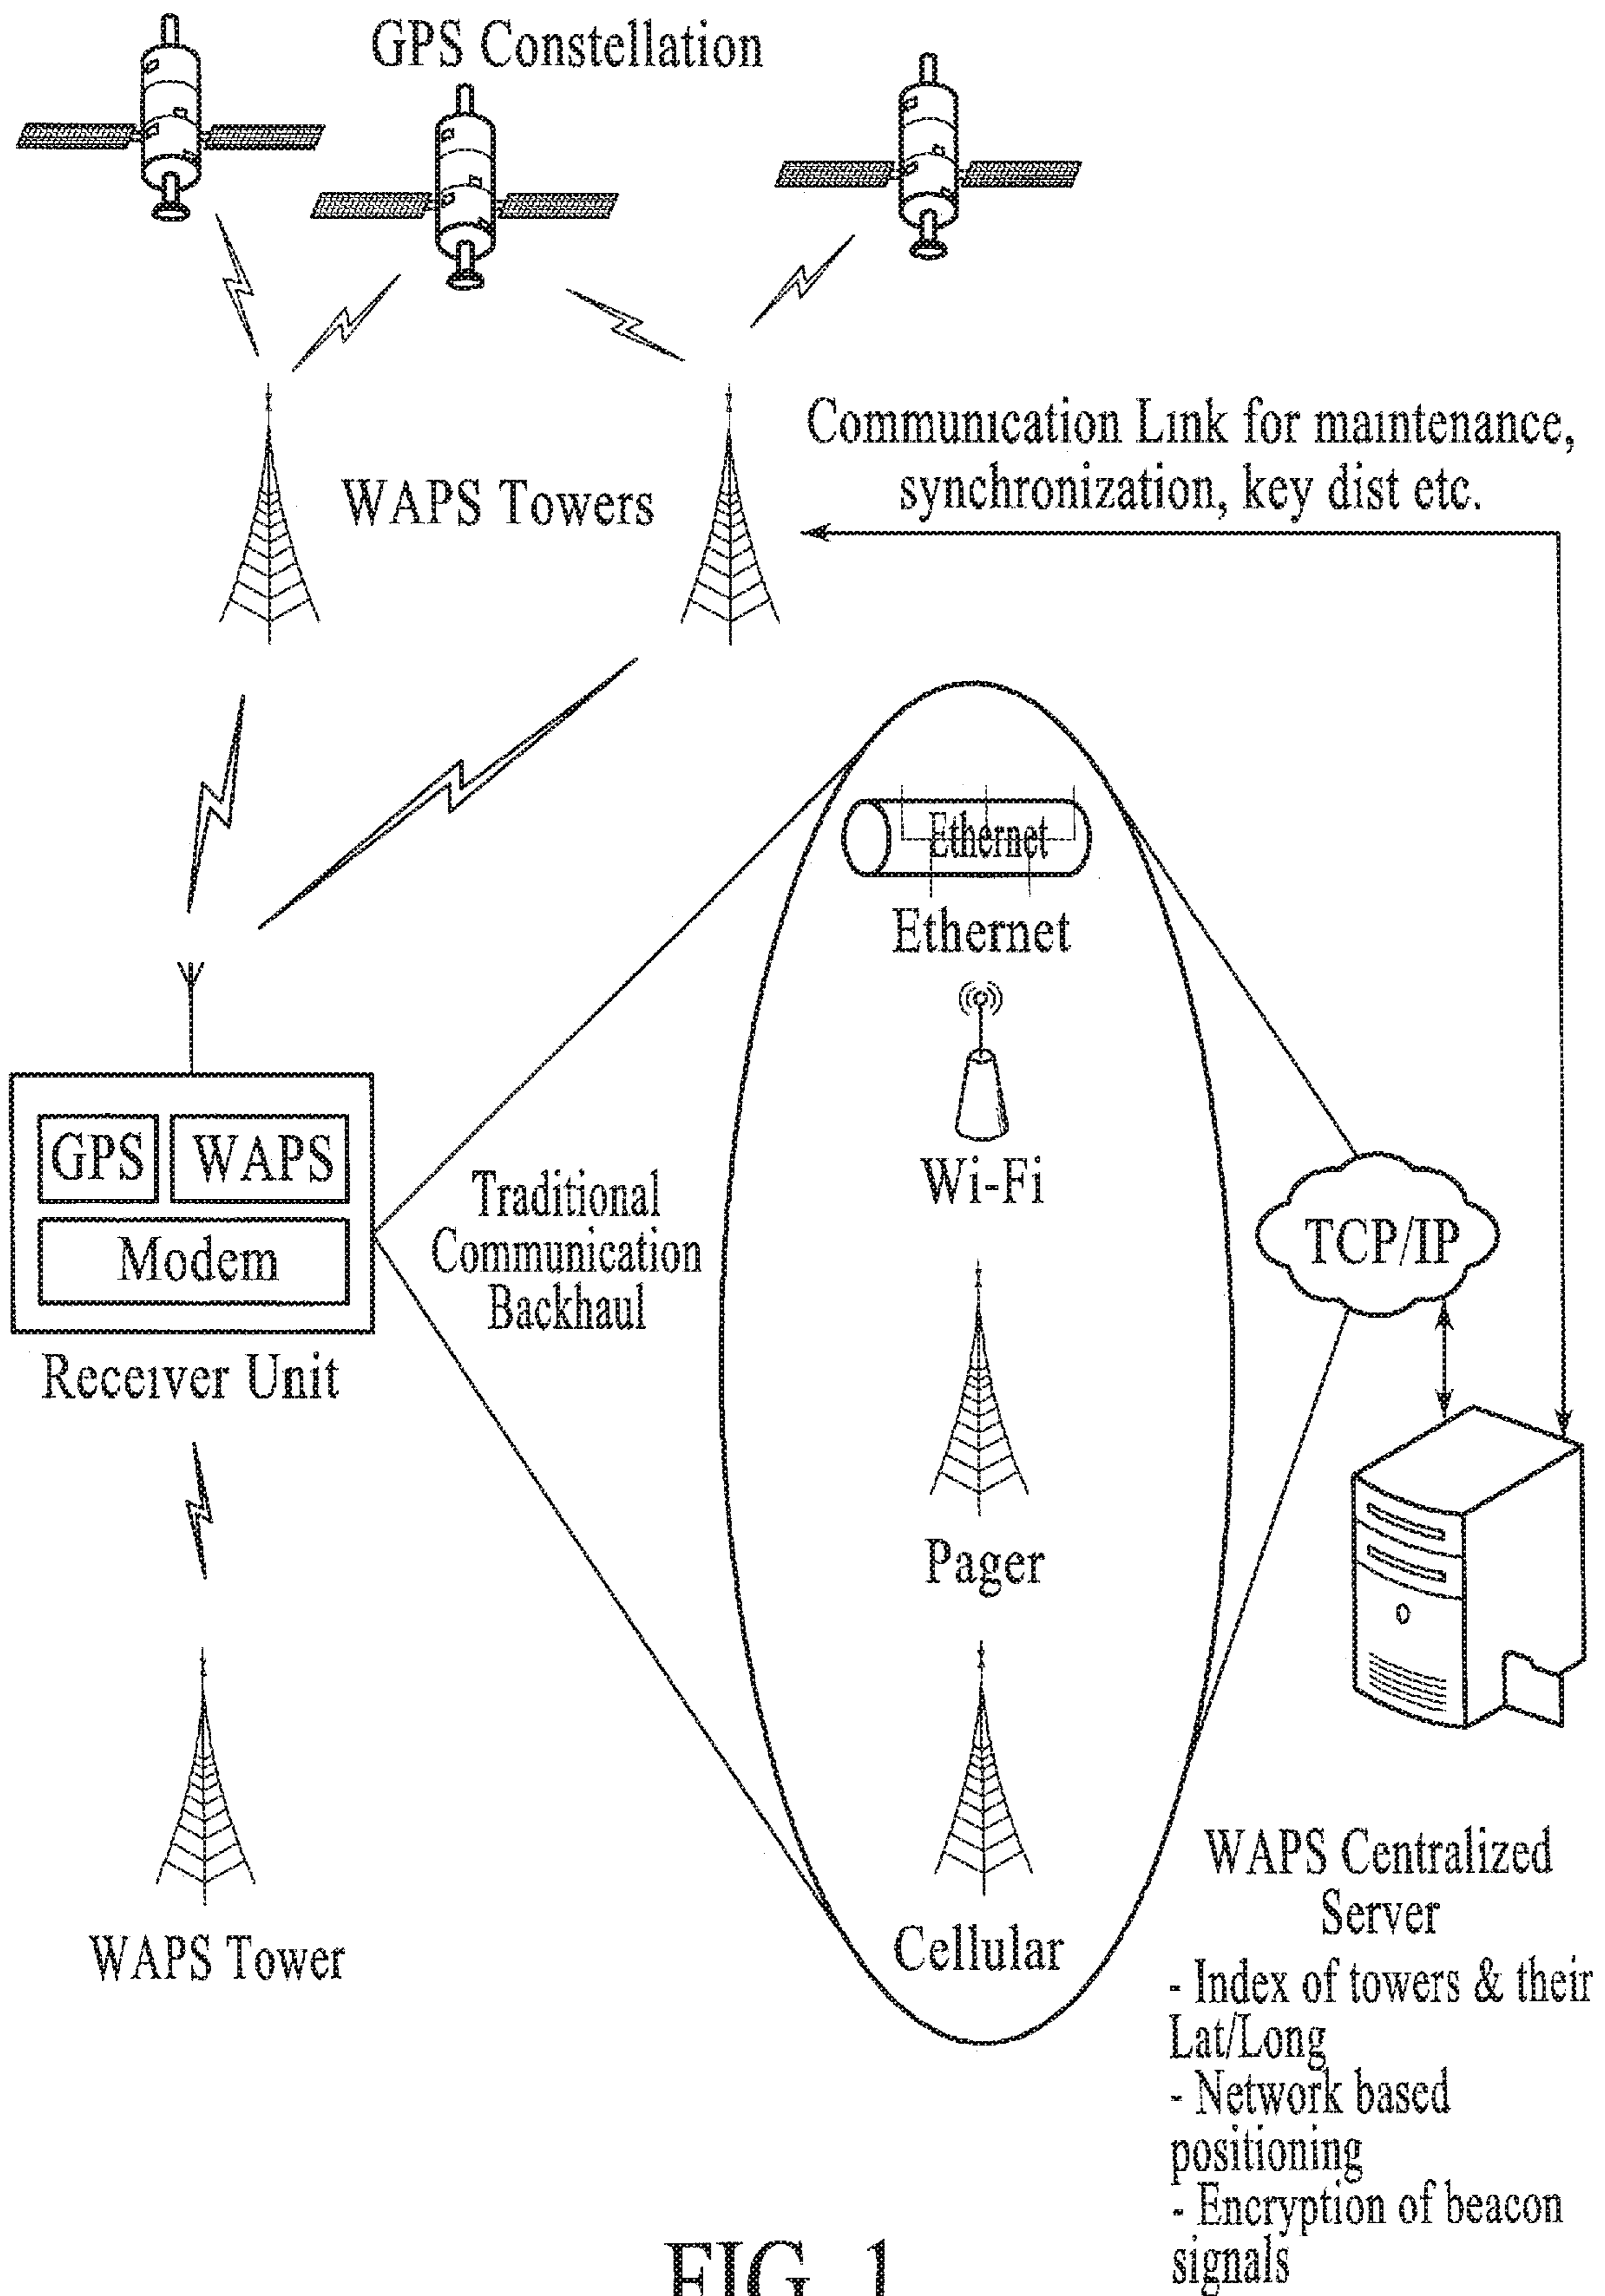 GPS Constellation
Communication Link for maintenance,
synchronization, key dist etc.
WAPS Towers
Ethernet
Ethernet
Wi-Fi
GPS
WAPS
Modem
Receiver Unit
Traditional
Communication
Backhaul
TCP/IP
Pager
Cellular
WAPS Tower
WAPS Centralized
Server
- Index of towers & their
Lat/Long
- Network based
positioning
- Encryption of beacon
signals
FIG. 1